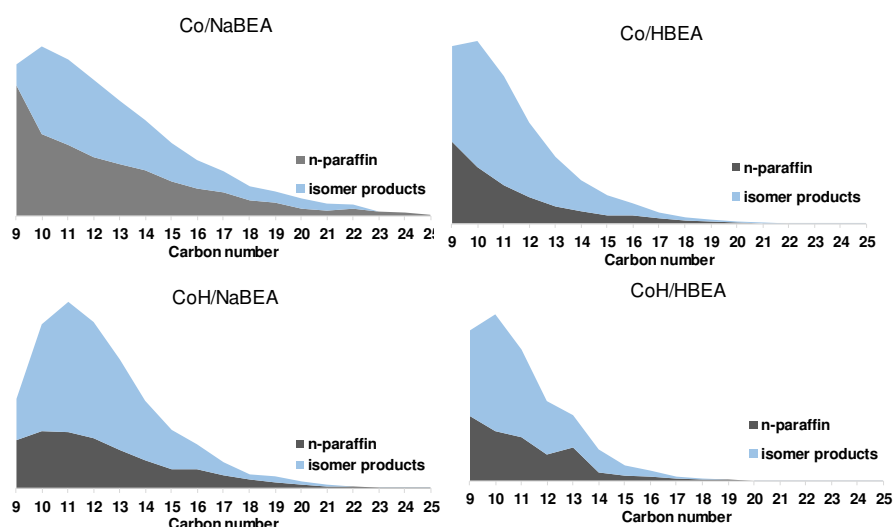 Co/NaBEA
n-paraffin
isomer products
9 10 11 12 13 14 15 16 17 18 19 20 21 22 23 24 25
Carbon number
Co/HBEA
n-paraffin
isomer products
9 10 11 12 13 14 15 16 17 18 19 20 21 22 23 24 25
Carbon number
CoH/NaBEA
n-paraffin
isomer products
9 10 11 12 13 14 15 16 17 18 19 20 21 22 23 24 25
Carbon number
CoH/HBEA
n-paraffin
isomer products
9 10 11 12 13 14 15 16 17 18 19 20 21 22 23 24 25
Carbon number